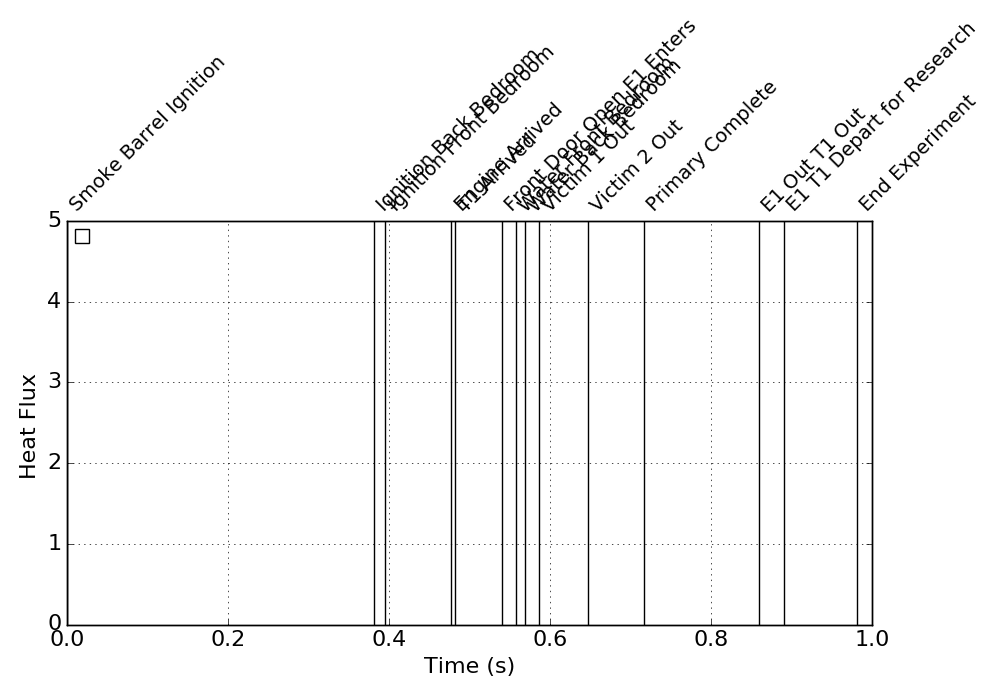 Smoke Barrel Ignition
Ignition Back Bedroom
Ignition Front Bedroom
Engine Arrived
T1 Arrived
Front Door Open E1 Enters
Water Front Bedroom
Water Back Bedroom
Victim 1 Out
Victim 2 Out
Primary Complete
E1 Out T1 Out
E1 T1 Depart for Research
End Experiment
5
4
3
2
1
0
Heat Flux
0.0 0.2 0.4 0.6 0.8 1.0
Time (s)